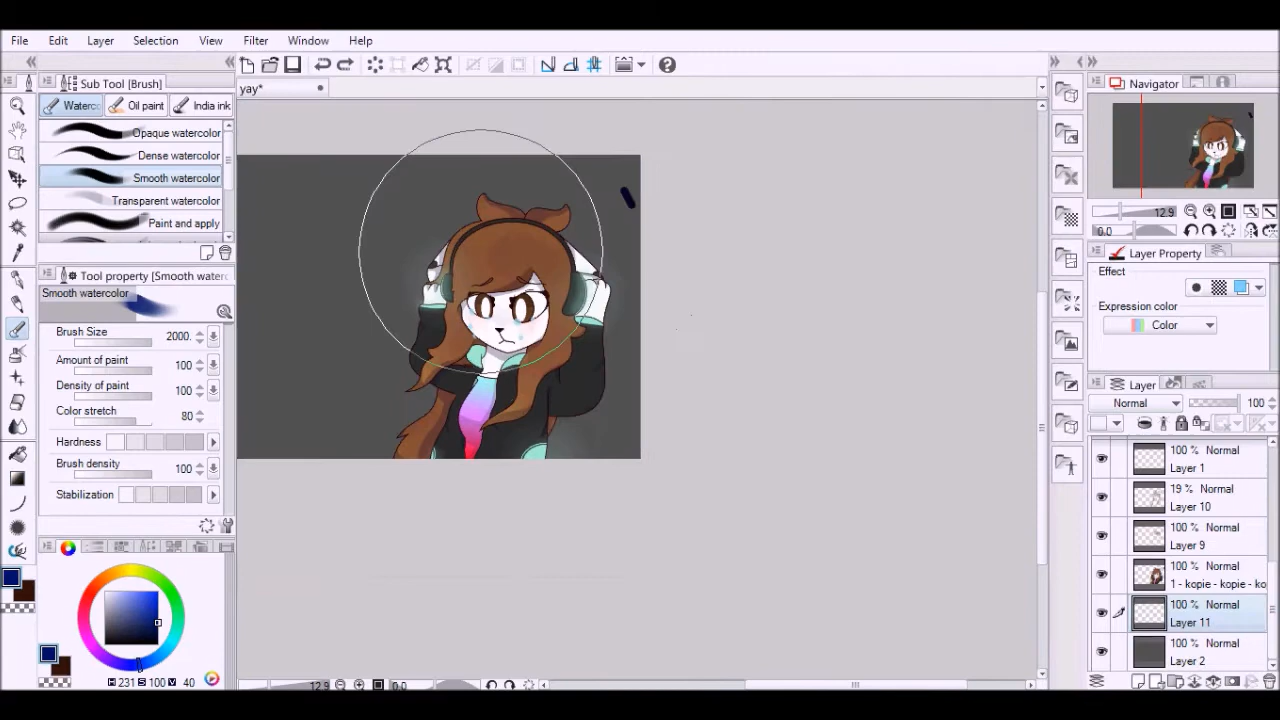 File Edit Layer Selection View Filter Window Help
Sub Tool [Brush]
Oil paint India ink
yay*
Opaque watercolor
Dense watercolor
Smooth watercolor
Transparent watercolor
Paint and apply
Tool property [Smooth water
Smooth watercolor
Brush Size 2000.
Amount of paint 100
Density of paint 100
Color stretch 80
Hardness
Brush density 100
Stabilization
H 231 S 100 V 40
12.9 0.0
Navigator
12.9
0.0
Layer Property
Effect
Expression color
Color
Layer
Normal 100
100 % Normal
Layer 1
19 % Normal
Layer 10
100 % Normal
Layer 9
100 % Normal
1 - kopie - kopie - ko
100 % Normal
Layer 11
100 % Normal
Layer 2